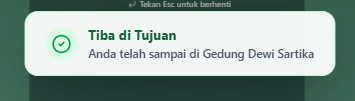 ↵ Tekan Esc untuk berhenti
Tiba di Tujuan
Anda telah sampai di Gedung Dewi Sartika